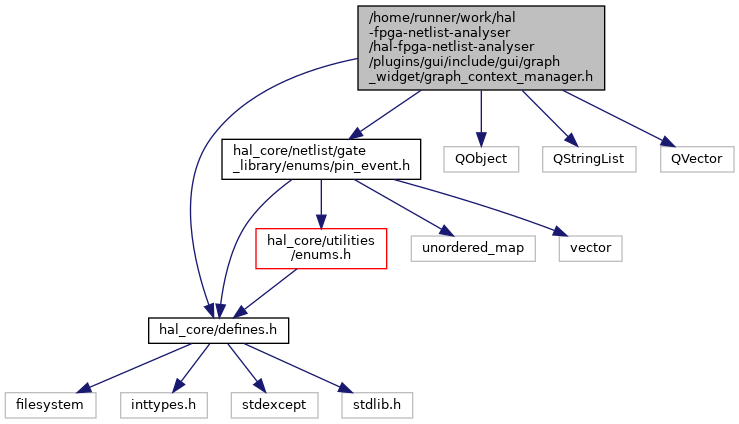 /home/runner/work/hal
-fpga-netlist-analyser
/hal-fpga-netlist-analyser
/plugins/gui/include/gui/graph
_widget/graph_context_manager.h
hal_core/netlist/gate
_library/enums/pin_event.h
QObject
QStringList
QVector
hal_core/utilities
/enums.h
unordered_map
vector
hal_core/defines.h
filesystem
inttypes.h
stdexcept
stdlib.h